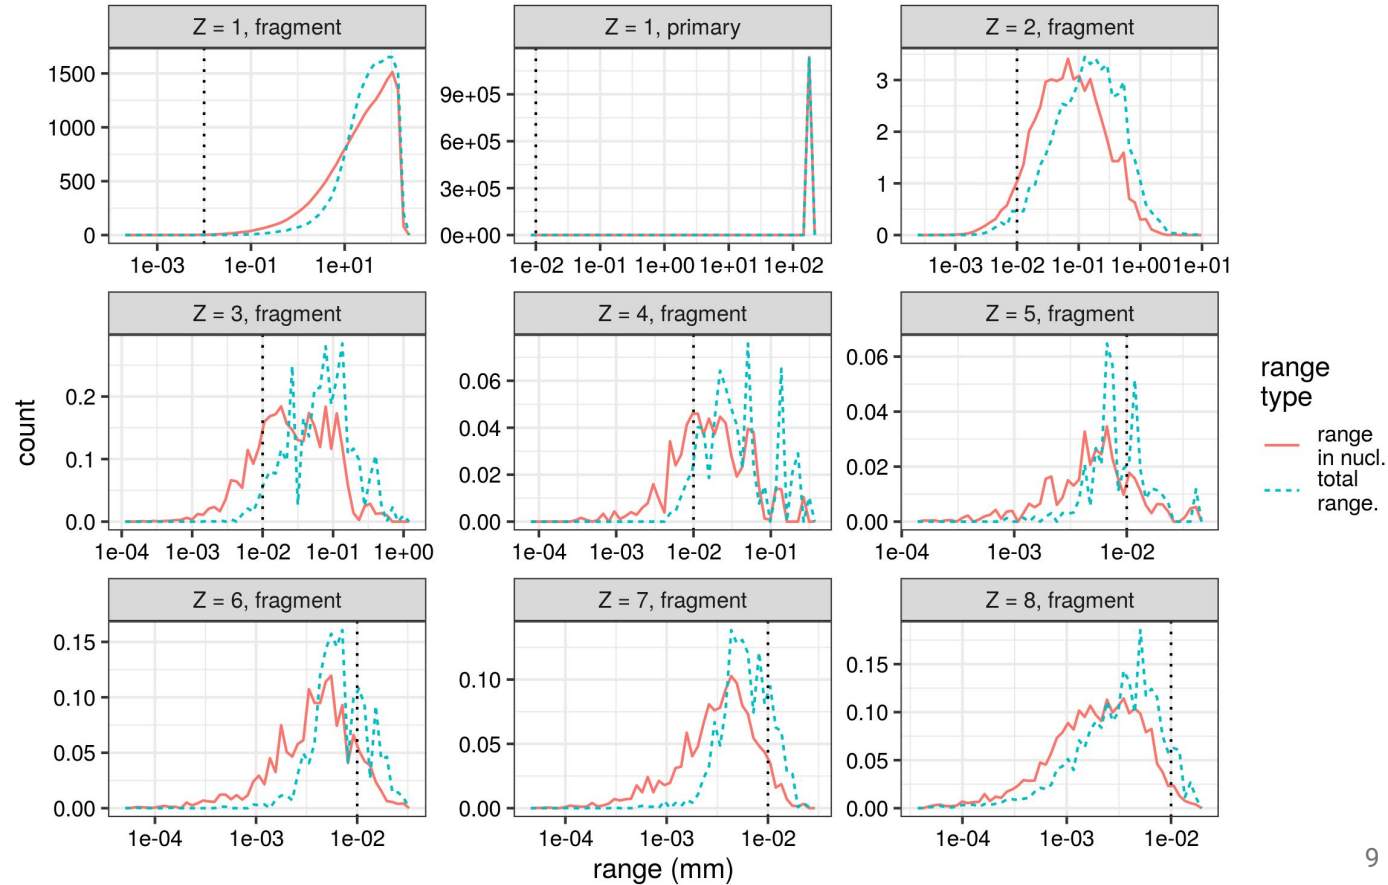 Z = 1, fragment
Z = 1, primary
Z = 2, fragment
1500
1000
500
0
1e-03 1e-01 1e+01
9e+05
6e+05
3e+05
0e+00
1e-02 1e-01 1e+00 1e+01 1e+02
3
2
1
0
1e-03 1e-02 1e-01 1e+00 1e+01
Z = 3, fragment
Z = 4, fragment
Z = 5, fragment
0.2
0.1
0.0
1e-04 1e-03 1e-02 1e-01 1e+00
0.06
0.04
0.02
0.00
1e-04 1e-03 1e-02 1e-01
0.06
0.04
0.02
0.00
1e-04 1e-03 1e-02
Z = 6, fragment
Z = 7, fragment
Z = 8, fragment
0.15
0.10
0.05
0.00
1e-04 1e-03 1e-02
0.10
0.05
0.00
1e-04 1e-03 1e-02
0.15
0.10
0.05
0.00
1e-04 1e-03 1e-02
count
range (mm)
range
type
range
in nucl.
total
range.
9